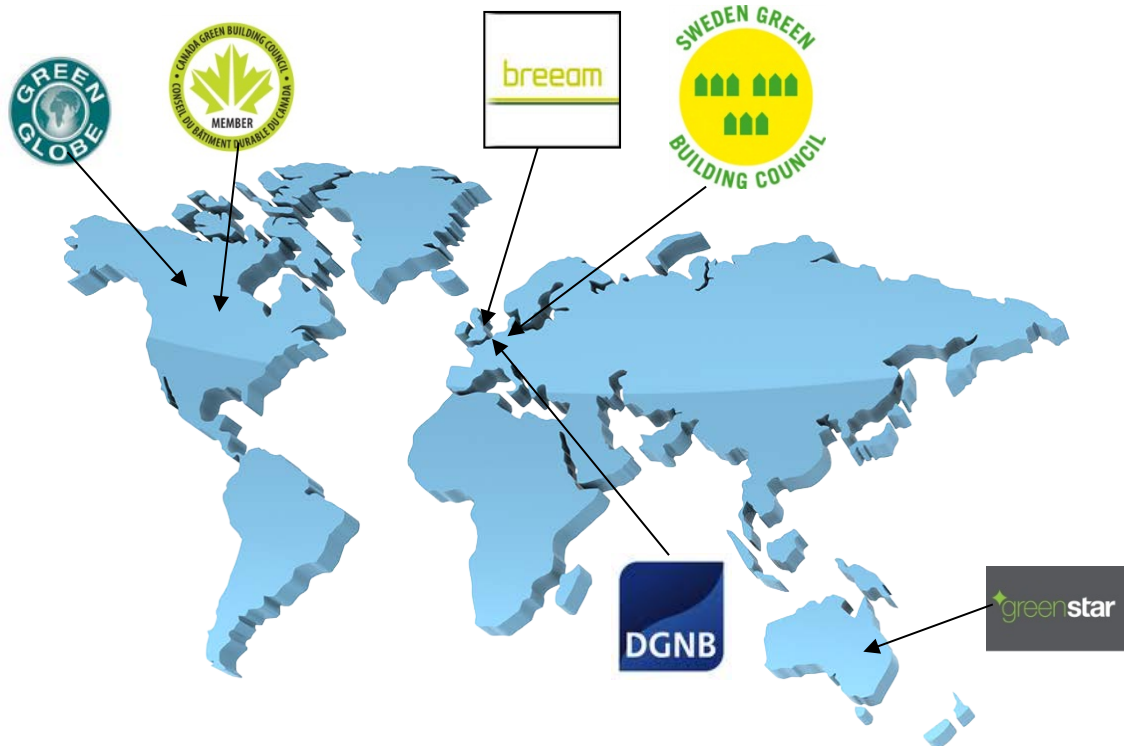 GREEN
GLOBE
• CANADA GREEN BUILDING COUNCIL •
CONSEIL DU BÂTIMENT DURABLE DU CANADA
MEMBER
breeam
SWEDEN GREEN
BUILDING COUNCIL
DGNB
greenstar